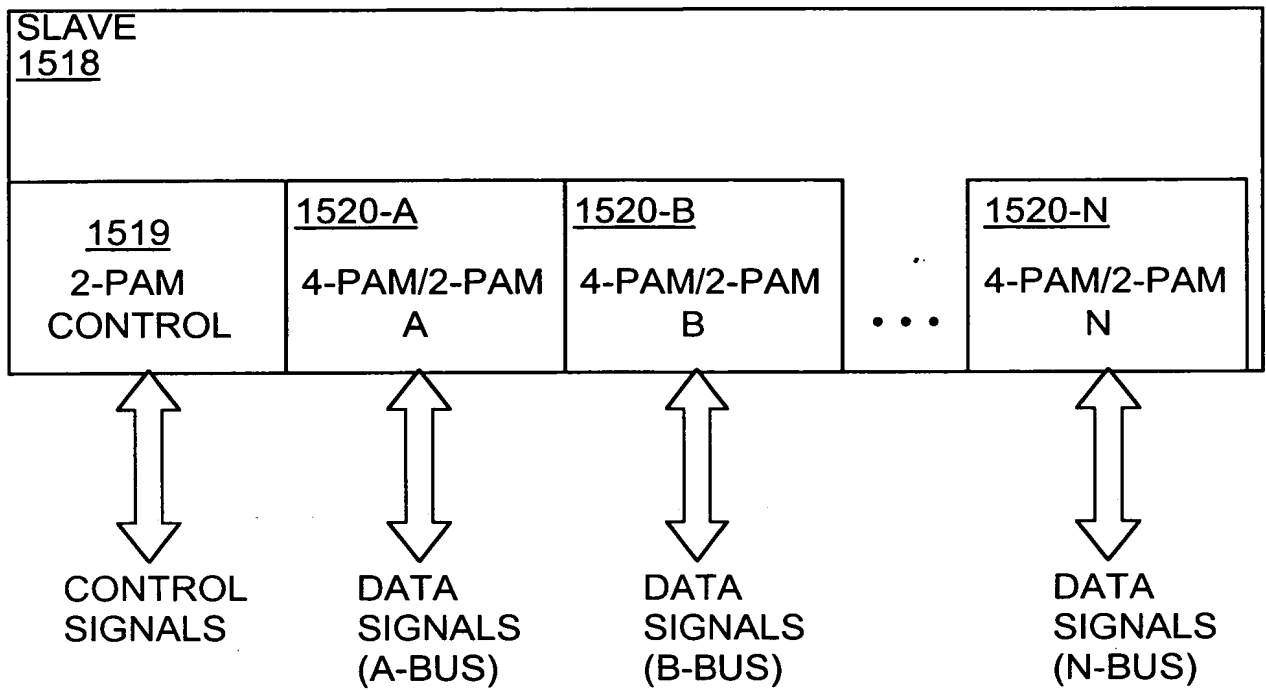 SLAVE
1518
1519
2-PAM
CONTROL
1520-A
4-PAM/2-PAM
A
1520-B
4-PAM/2-PAM
B
• • •
1520-N
4-PAM/2-PAM
N
CONTROL
SIGNALS
DATA
SIGNALS
(A-BUS)
DATA
SIGNALS
(B-BUS)
DATA
SIGNALS
(N-BUS)